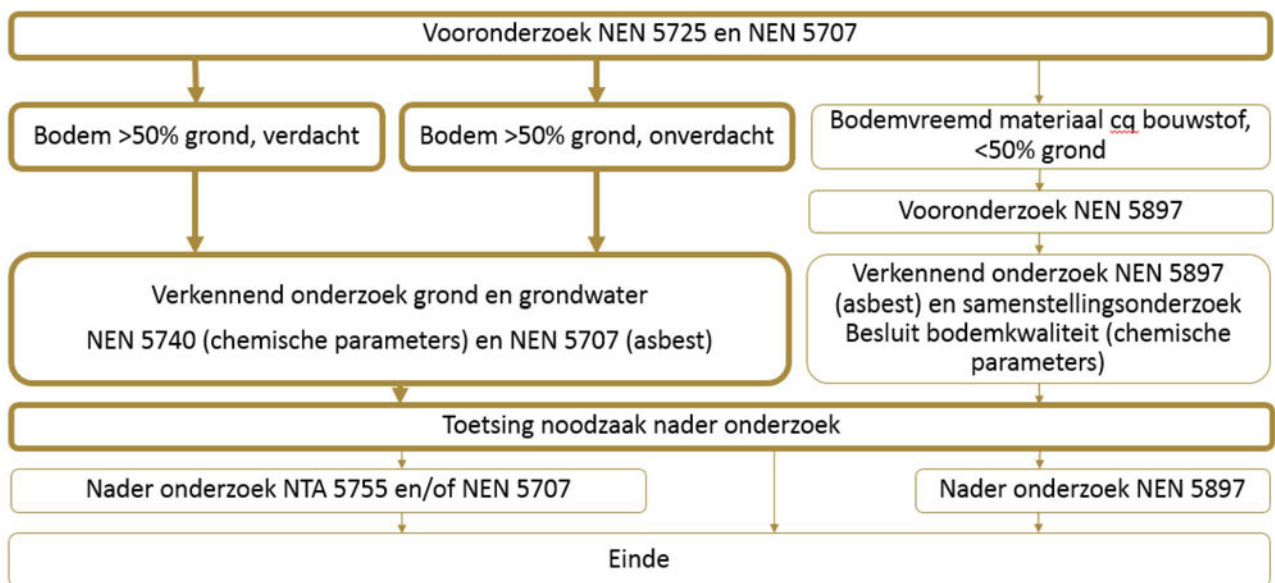 Vooronderzoek NEN 5725 en NEN 5707
Bodem >50% grond, verdacht
Bodem >50% grond, onverdacht
Bodemvreemd materiaal cq bouwstof,
<50% grond
Vooronderzoek NEN 5897
Verkennend onderzoek grond en grondwater
NEN 5740 (chemische parameters) en NEN 5707 (asbest)
Verkennend onderzoek NEN 5897
(asbest) en samenstellingsonderzoek
Besluit bodemkwaliteit (chemische
parameters)
Toetsing noodzaak nader onderzoek
Nader onderzoek NTA 5755 en/of NEN 5707
Nader onderzoek NEN 5897
Einde